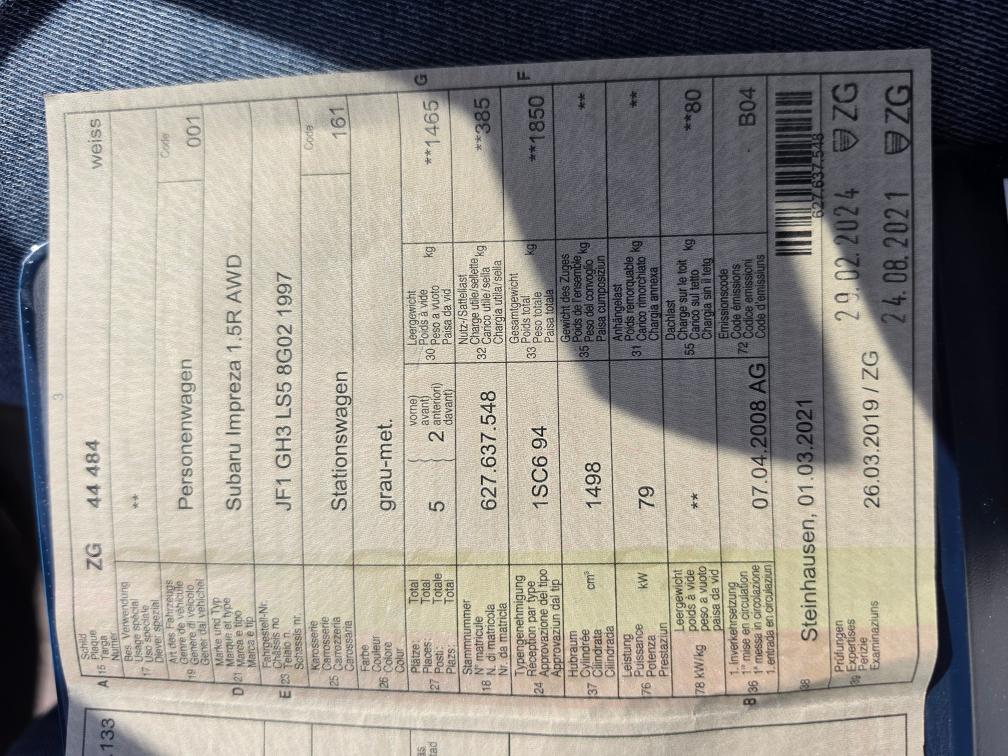 3
A 15 Schild
Plaque
Targa
Numer
ZG 44 484 weiss
17 Bes. Verwendung
Usage spécial
Uso speciale
Diever spezial
**
19 Art des Fahrzeugs
Genre de véhicule
Genere di veicolo
Gener dal vehichel
Personenwagen
Code
001
D 21 Marke und Typ
Marque et type
Marca e tipo
Marca e tip
Subaru Impreza 1.5R AWD
E 23 Fahrgestell-Nr.
Châssis no
Telaio n.
Schassis nr.
JF1 GH3 LS5 8G02 1997
25 Karosserie
Carrosserie
Carrozzeria
Carossaria
Stationswagen
Code
161
26 Farbe
Couleur
Colore
Colur
grau-met.
27 Plätze: Total
Places: Total
Posti: Totale
Plazs: Total
5 2
vorne)
avant)
anteriori)
davant)
30 Leergewicht
Poids à vide
Peso a vuoto
Paisa da vid
kg
**1465 G
18 Stammnummer
N° matricule
N. di matricola
Nr. da matricla
627.637.548
32 Nutz-/Sattellast
Charge utile/sellette
Carico utile/sella
Chargia utila/sella
kg
**385
24 Typengenehmigung
Réception par type
Approvazione del tipo
Approvaziun dal tip
1SC6 94
33 Gesamtgewicht
Poids total
Peso totale
Paisa totala
kg
**1850 F
37 Hubraum
Cylindrée
Cilindrata
Cilindrada
cm³
1498
35 Gewicht des Zuges
Poids de l'ensemble
Peso del convoglio
Paisa cumposiziun
kg
**
76 Leistung
Puissance
Potenza
Prestaziun
kW
79
31 Anhängelast
Poids remorquable
Carico rimorchiato
Chargia annexa
kg
**
78 kW/kg
Leergewicht
poids à vide
peso a vuoto
paisa da vid
**
55 Dachlast
Charge sur le toit
Carico sul tetto
Chargia sin il tetg
kg
**80
B 36 1. Inverkehrsetzung
1re mise en circulation
1a messa in circolazione
1. entrada en circulaziun
07.04.2008 AG
72 Emissionscode
Code émissions
Codice emissioni
Code d'emissiuns
B04
38
Steinhausen, 01.03.2021
627.637.548
39 Prüfungen
Expertises
Perizie
Examinaziuns
26.03.2019 / ZG
29.02.2024 ZG
24.08.2021 ZG
.133